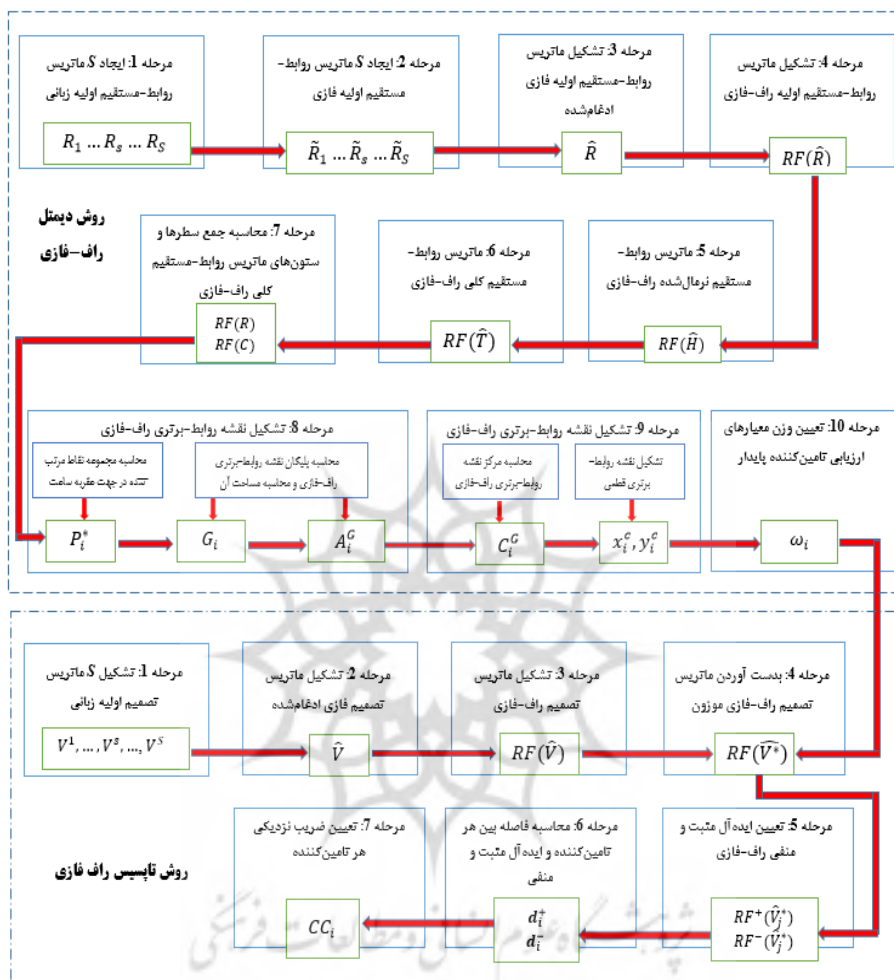 مرحله 1: ایجاد S ماتریس
روابط-مستقیم اولیه زبانی
R₁ … Rₛ … R_S
مرحله 2: ایجاد S ماتریس روابط-
مستقیم اولیه فازی
R̃₁ … R̃ₛ … R̃_S
مرحله 3: تشکیل ماتریس
روابط-مستقیم اولیه فازی
ادغام‌شده
R̂
مرحله 4: تشکیل ماتریس
روابط-مستقیم اولیه راف-فازی
RF(R̂)
روش دیمتل
راف-فازی
مرحله 5: ماتریس روابط-
مستقیم نرمال‌شده راف-فازی
RF(Ĥ)
مرحله 6: ماتریس روابط-
مستقیم کلی راف-فازی
RF(T̂)
مرحله 7: محاسبه جمع سطرها و
ستون‌های ماتریس روابط-مستقیم
کلی راف-فازی
RF(R)
RF(C)
مرحله 8: تشکیل نقشه روابط-برتری راف-فازی
محاسبه مجموعه نقاط مرتب
شده در جهت عقربه ساعت
P*ᵢ
محاسبه پلیگان نقشه روابط-برتری
راف-فازی و محاسبه مساحت آن
Gᵢ
Aᵢᴳ
مرحله 9: تشکیل نقشه روابط-برتری راف-فازی
محاسبه مرکز نقشه
روابط-برتری راف-فازی
Cᵢᴳ
تشکیل نقشه روابط-
برتری قطعی
xᵢᶜ, yᵢᶜ
مرحله 10: تعیین وزن معیارهای
ارزیابی تامین‌کننده پایدار
ωᵢ
مرحله 1: تشکیل S ماتریس
تصمیم اولیه زبانی
V¹, … , Vˢ, …, V^S
مرحله 2: تشکیل ماتریس
تصمیم فازی ادغام‌شده
V̂
مرحله 3: تشکیل ماتریس
تصمیم راف-فازی
RF(V̂)
مرحله 4: بدست آوردن ماتریس
تصمیم راف-فازی موزون
RF(V̂*)
مرحله 5: تعیین ایده‌آل مثبت و
منفی راف-فازی
RF⁺(V̂ⱼ*)
RF⁻(V̂ⱼ*)
مرحله 6: محاسبه فاصله بین هر
تامین‌کننده و ایده آل مثبت و
منفی
dᵢ⁺
dᵢ⁻
مرحله 7: تعیین ضریب نزدیکی
هر تامین‌کننده
CCᵢ
روش تاپسیس راف فازی
پژوهشگاه علوم انسانی و مطالعات فرهنگی